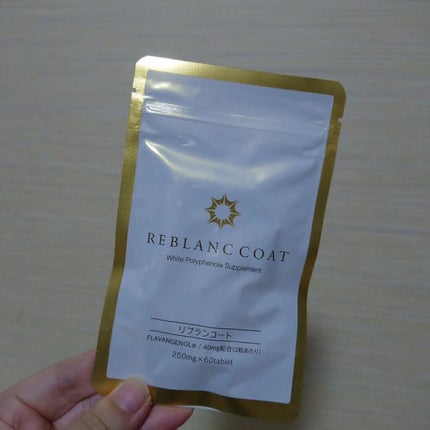 REBLANC COAT
White Polyphenole Supplement
リブランコート
FLAVANGENOL® / 40mg配合(2粒あたり)
250mg×60tablet